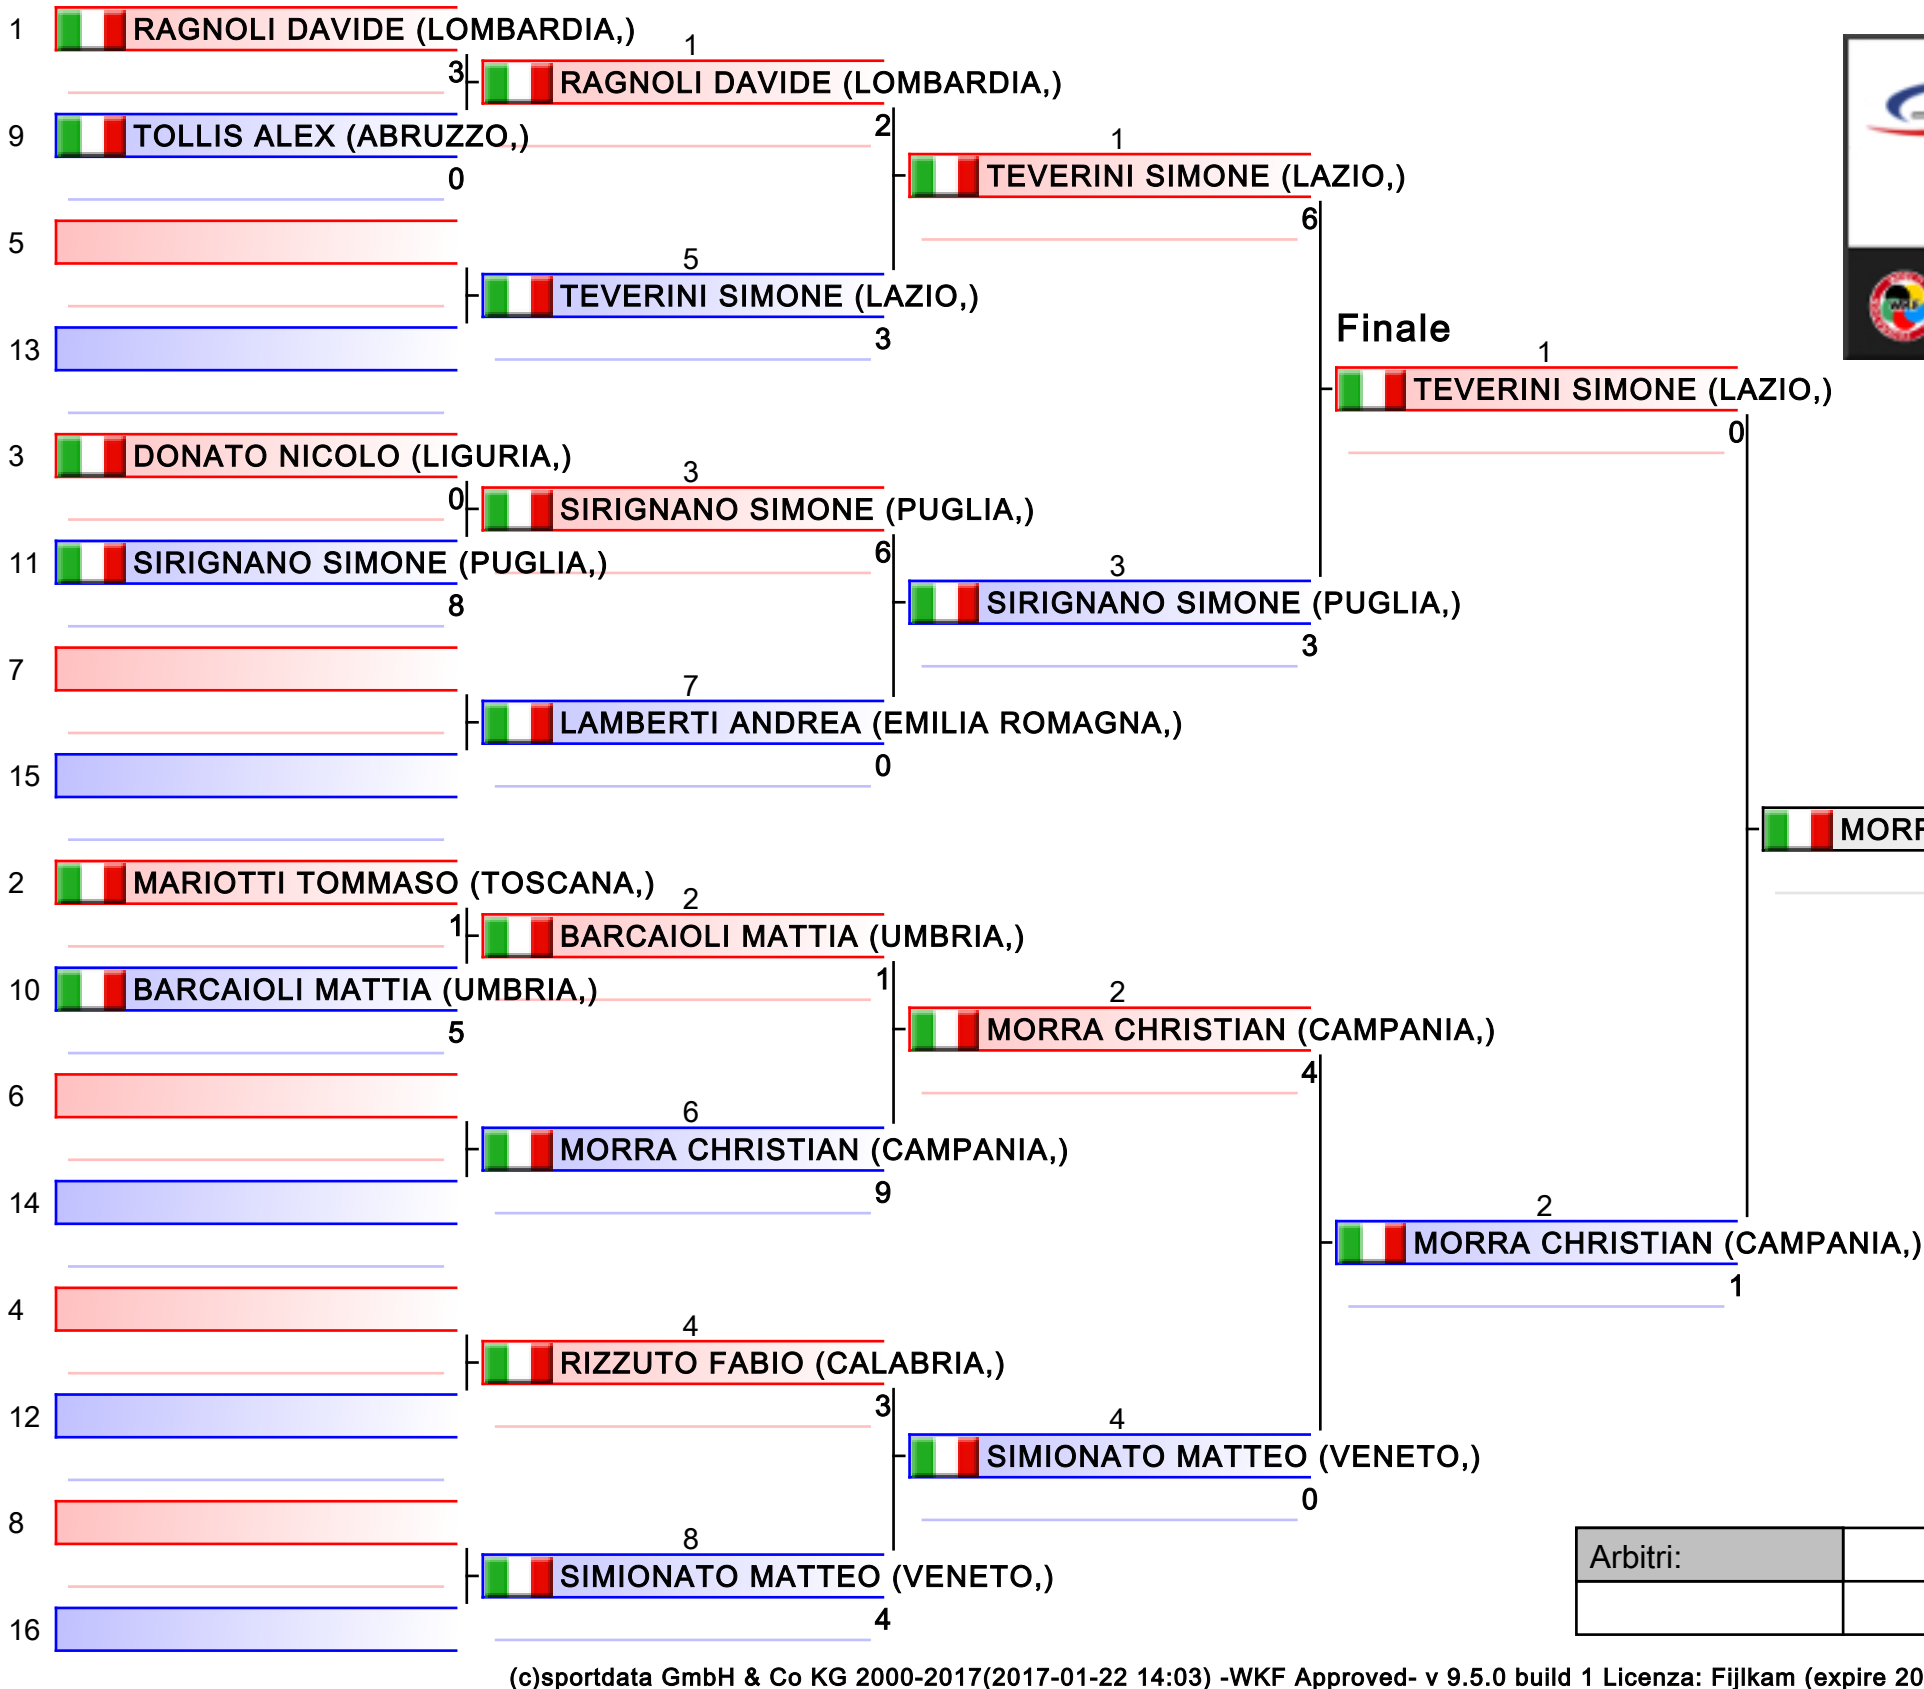 1 RAGNOLI DAVIDE (LOMBARDIA,)
3
9 TOLLIS ALEX (ABRUZZO,)
0
5
13
3 DONATO NICOLO (LIGURIA,)
0
11 SIRIGNANO SIMONE (PUGLIA,)
8
7
15
2 MARIOTTI TOMMASO (TOSCANA,)
1
10 BARCAIOLI MATTIA (UMBRIA,)
5
6
14
4
12
8
16
1
RAGNOLI DAVIDE (LOMBARDIA,)
2
5
TEVERINI SIMONE (LAZIO,)
3
3
SIRIGNANO SIMONE (PUGLIA,)
6
7
LAMBERTI ANDREA (EMILIA ROMAGNA,)
0
2
BARCAIOLI MATTIA (UMBRIA,)
1
6
MORRA CHRISTIAN (CAMPANIA,)
9
4
RIZZUTO FABIO (CALABRIA,)
3
8
SIMIONATO MATTEO (VENETO,)
4
1
TEVERINI SIMONE (LAZIO,)
6
3
SIRIGNANO SIMONE (PUGLIA,)
3
2
MORRA CHRISTIAN (CAMPANIA,)
4
4
SIMIONATO MATTEO (VENETO,)
0
Finale
1
TEVERINI SIMONE (LAZIO,)
0
2
MORRA CHRISTIAN (CAMPANIA,)
1
WKF
Arbitri:
(c)sportdata GmbH & Co KG 2000-2017(2017-01-22 14:03) -WKF Approved- v 9.5.0 build 1 Licenza: Fijlkam (expire 20